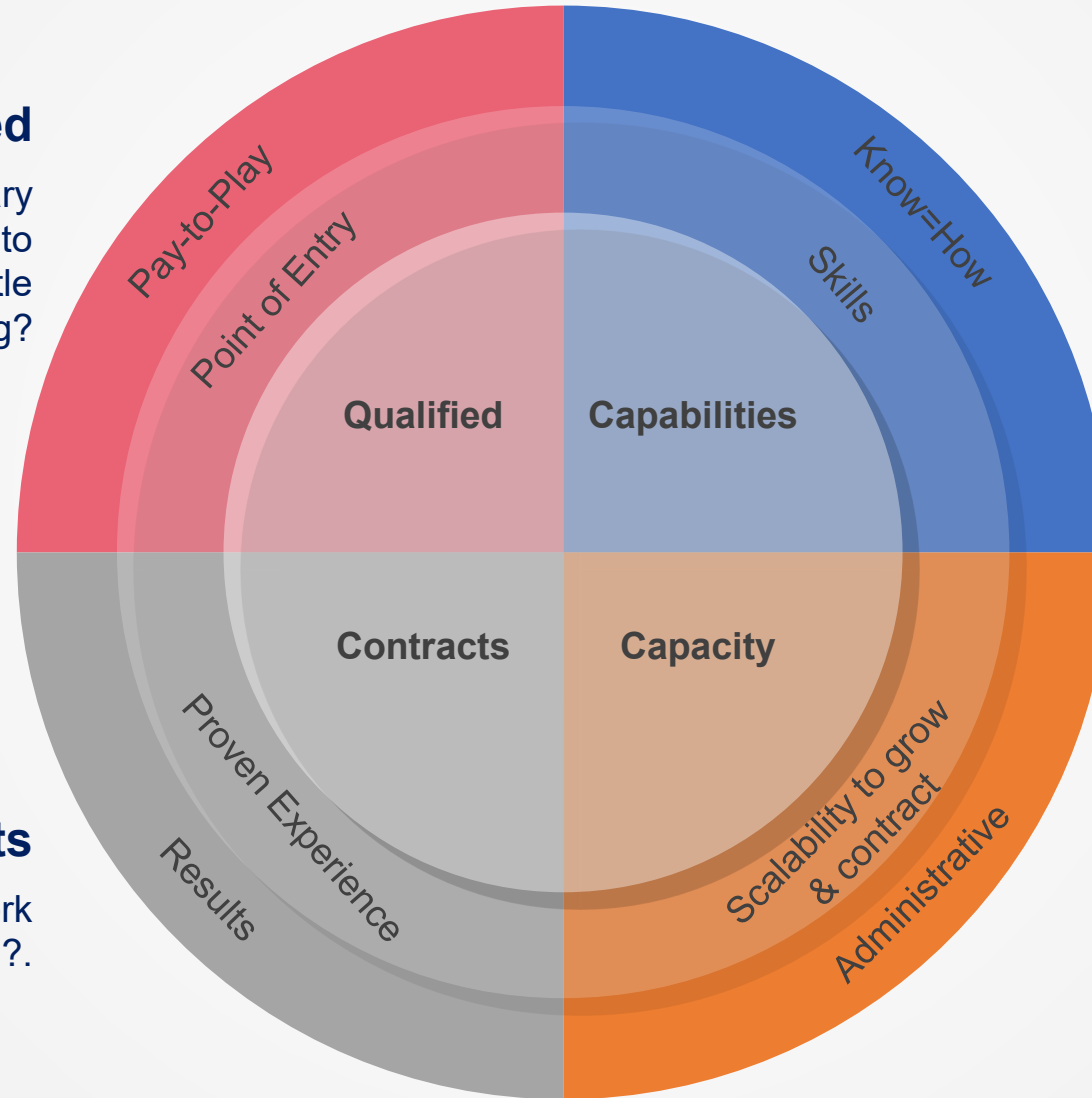 ed
ary
to
tle
g?
Pay-to-Play
Point of Entry
Qualified
Know=How
Skills
Capabilities
Contracts
Proven Experience
Results
Capacity
Scalability to grow
& contract
Administrative
ts
rk
?.